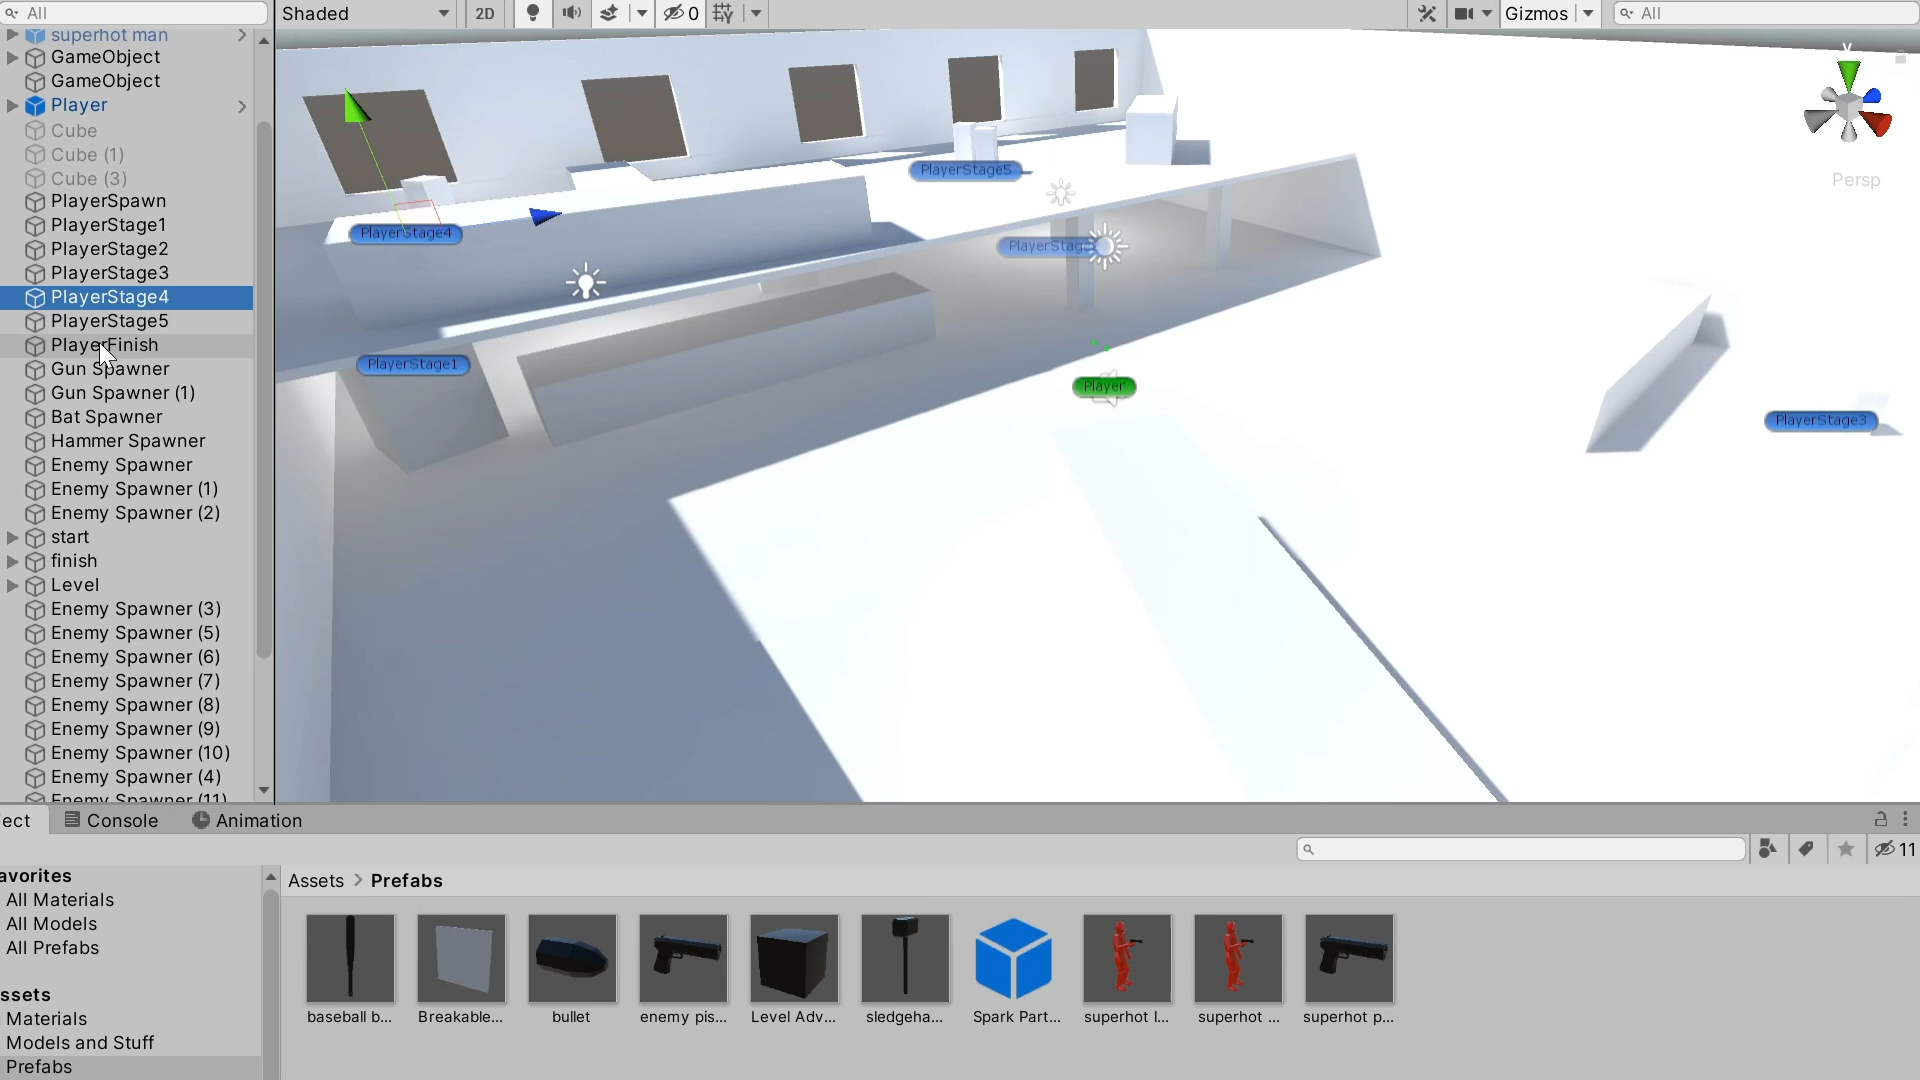 All
Shaded
2D
0
Gizmos
All
superhot man
GameObject
GameObject
Player
Cube
Cube (1)
Cube (3)
PlayerSpawn
PlayerStage1
PlayerStage2
PlayerStage3
PlayerStage4
PlayerStage5
PlayerFinish
Gun Spawner
Gun Spawner (1)
Bat Spawner
Hammer Spawner
Enemy Spawner
Enemy Spawner (1)
Enemy Spawner (2)
start
finish
Level
Enemy Spawner (3)
Enemy Spawner (5)
Enemy Spawner (6)
Enemy Spawner (7)
Enemy Spawner (8)
Enemy Spawner (9)
Enemy Spawner (10)
Enemy Spawner (4)
Enemy Spawner (11)
PlayerStage5
PlayerStage4
PlayerStag
PlayerStage1
Player
PlayerStage3
y
Persp
ect
Console
Animation
11
avorites
All Materials
All Models
All Prefabs
ssets
Materials
Models and Stuff
Prefabs
Assets > Prefabs
baseball b...
Breakable...
bullet
enemy pis...
Level Adv...
sledgeha...
Spark Part...
superhot l...
superhot ...
superhot p...